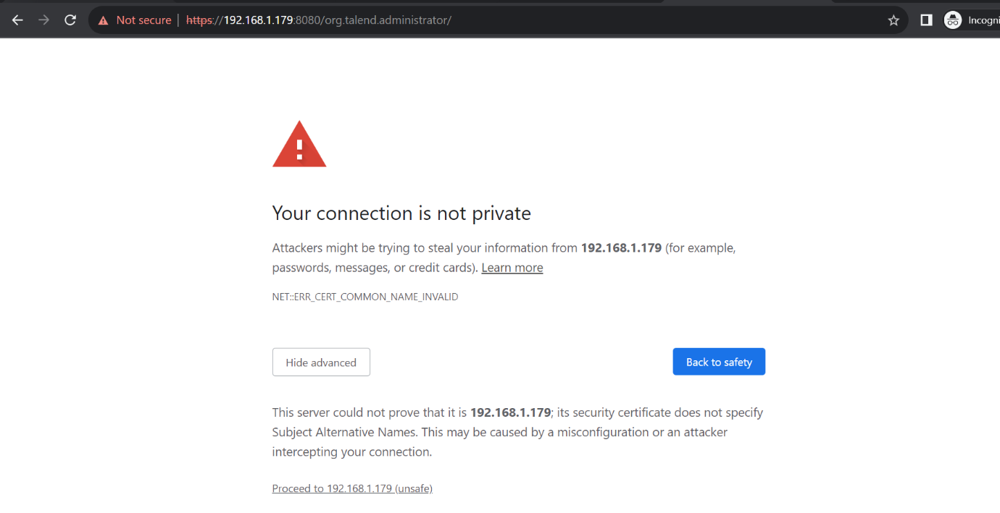 Not secure https://192.168.1.179:8080/org.talend.administrator/ Incogni
Your connection is not private
Attackers might be trying to steal your information from 192.168.1.179 (for example,
passwords, messages, or credit cards). Learn more
NET::ERR_CERT_COMMON_NAME_INVALID
Hide advanced Back to safety
This server could not prove that it is 192.168.1.179; its security certificate does not specify
Subject Alternative Names. This may be caused by a misconfiguration or an attacker
intercepting your connection.
Proceed to 192.168.1.179 (unsafe)